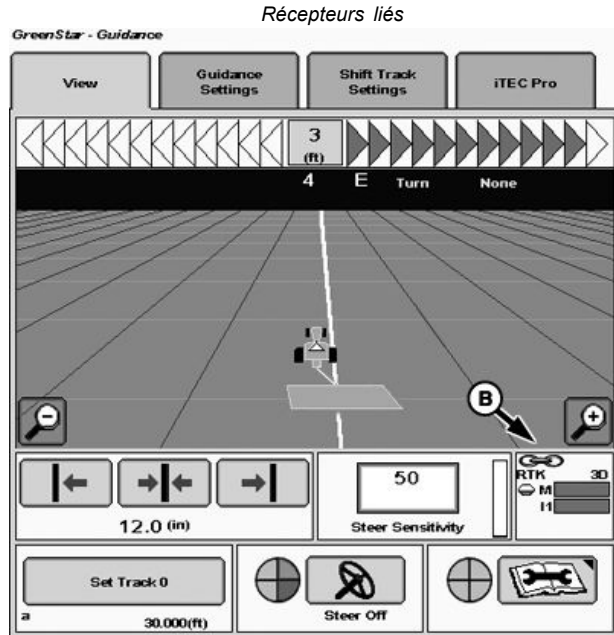 Récepteurs liés
GreenStar - Guidance
View
Guidance Settings
Shift Track Settings
iTEC Pro
3
(ft)
4 E Turn None
B
RTK 3D
M
I1
12.0 (in)
50
Steer Sensitivity
Set Track 0
a 30.000(ft)
Steer Off